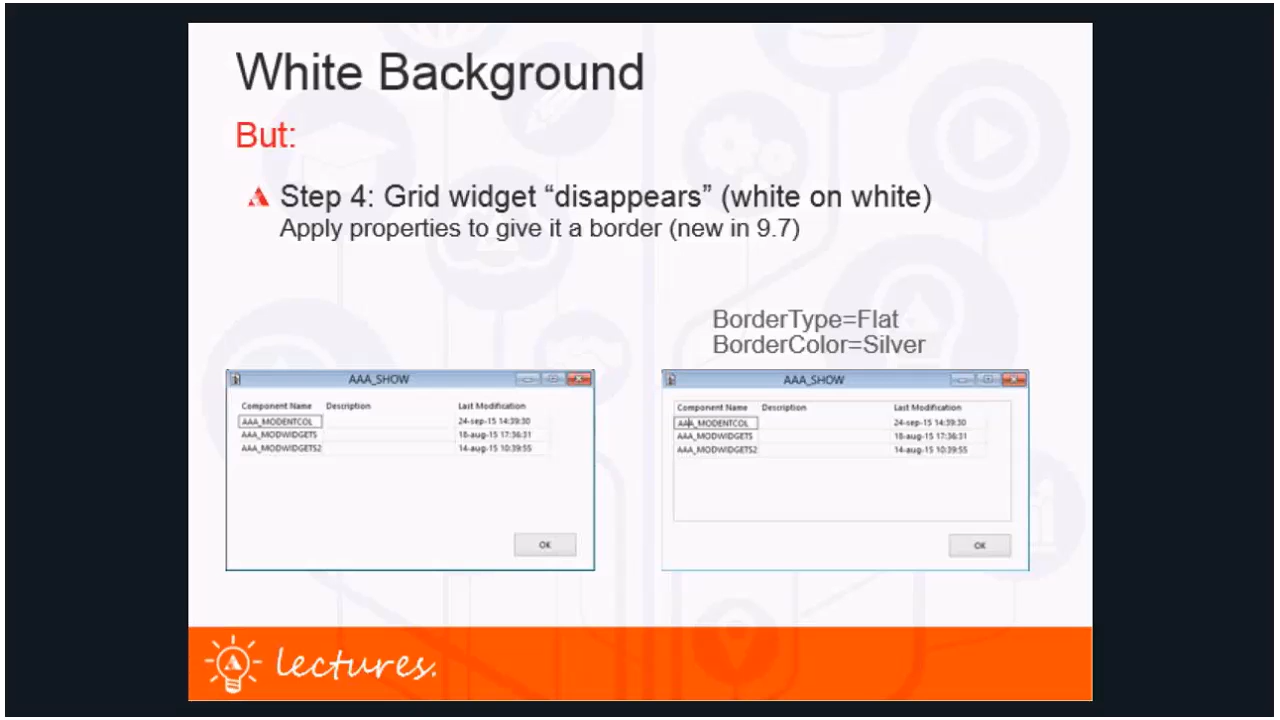 White Background
But:
Step 4: Grid widget “disappears” (white on white)
Apply properties to give it a border (new in 9.7)
BorderType=Flat
BorderColor=Silver
AAA_SHOW
Component Name Description Last Modification
AAA_MODENTCOL 24-sep-15 14:39:30
AAA_MODWIDGETS 18-aug-15 17:36:31
AAA_MODWIDGETS2 14-aug-15 10:39:55
OK
AAA_SHOW
Component Name Description Last Modification
AAA_MODENTCOL 24-sep-15 14:39:30
AAA_MODWIDGETS 18-aug-15 17:36:31
AAA_MODWIDGETS2 14-aug-15 10:39:55
OK
lectures.